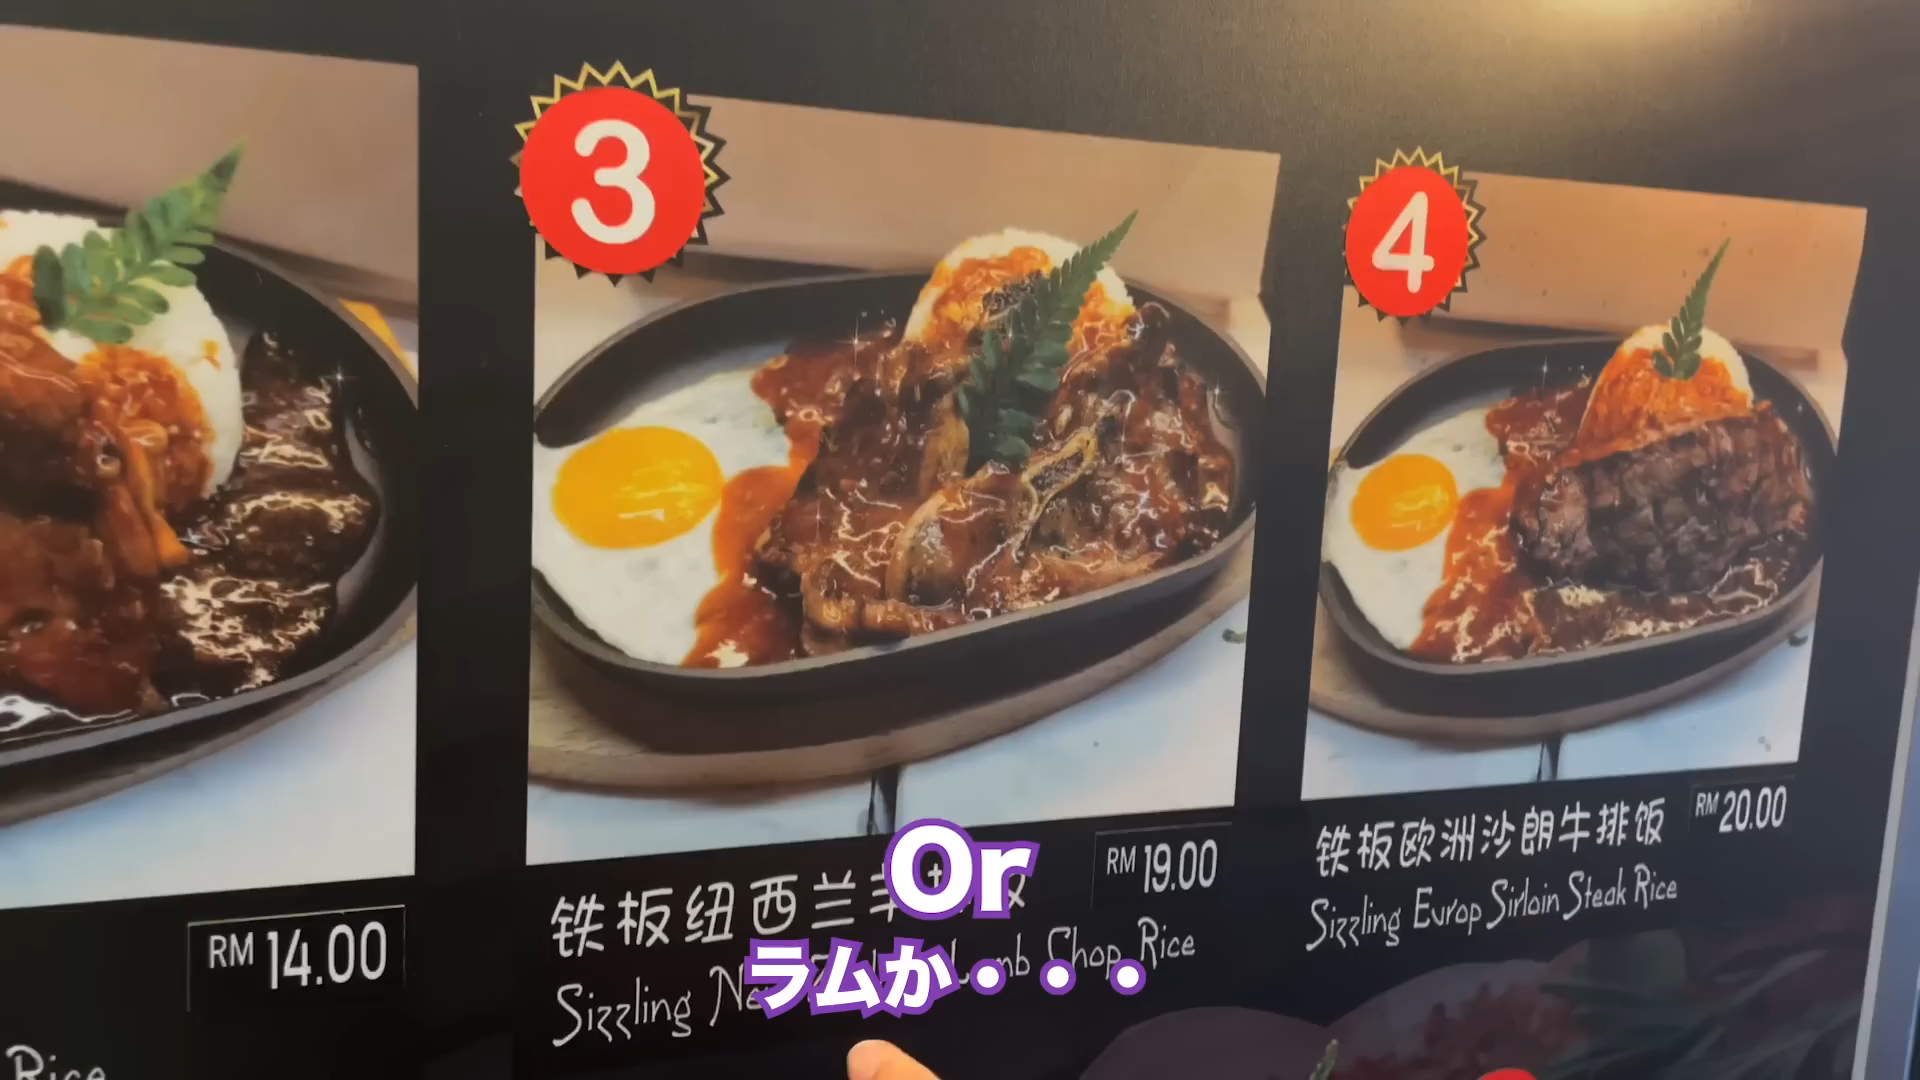 3
4
RM 20.00
铁板欧洲沙朗牛排饭
Sizzling Europ Sirloin Steak Rice
RM 19.00
铁板纽西兰
Sizzling Chop Rice
Or
ラムか・・・
RM 14.00
Rice